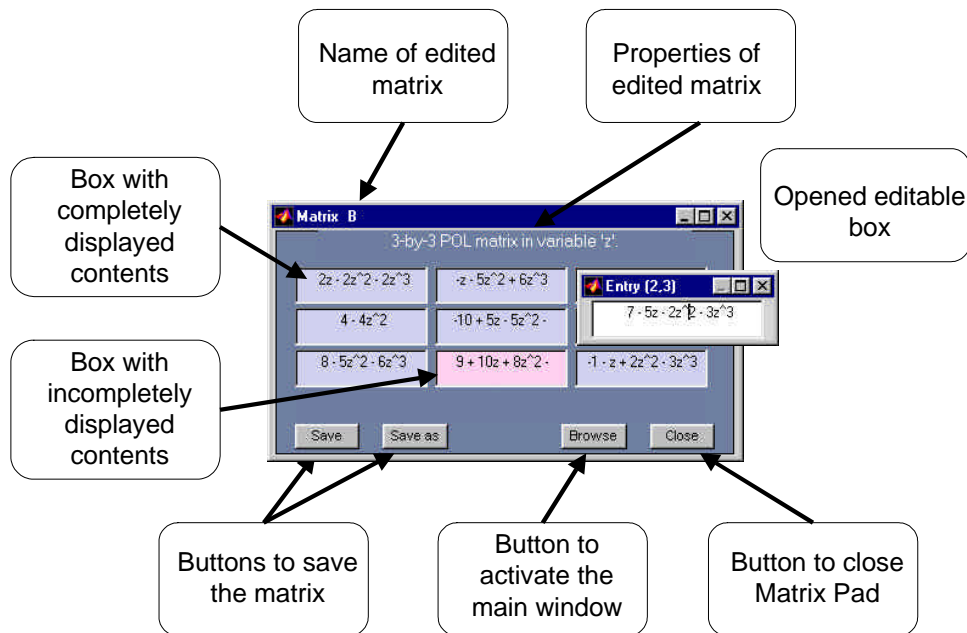 Name of edited
matrix
Properties of
edited matrix
Box with
completely
displayed
contents
Opened editable
box
Matrix B
3-by-3 POL matrix in variable 'z'.
2z - 2z^2 - 2z^3
-z - 5z^2 + 6z^3
Entry (2,3)
7 - 5z - 2z^2 - 3z^3
4 - 4z^2
-10 + 5z - 5z^2 -
8 - 5z^2 - 6z^3
9 + 10z + 8z^2 -
-1 - z + 2z^2 - 3z^3
Box with
incompletely
displayed
contents
Save
Save as
Browse
Close
Buttons to save
the matrix
Button to
activate the
main window
Button to close
Matrix Pad